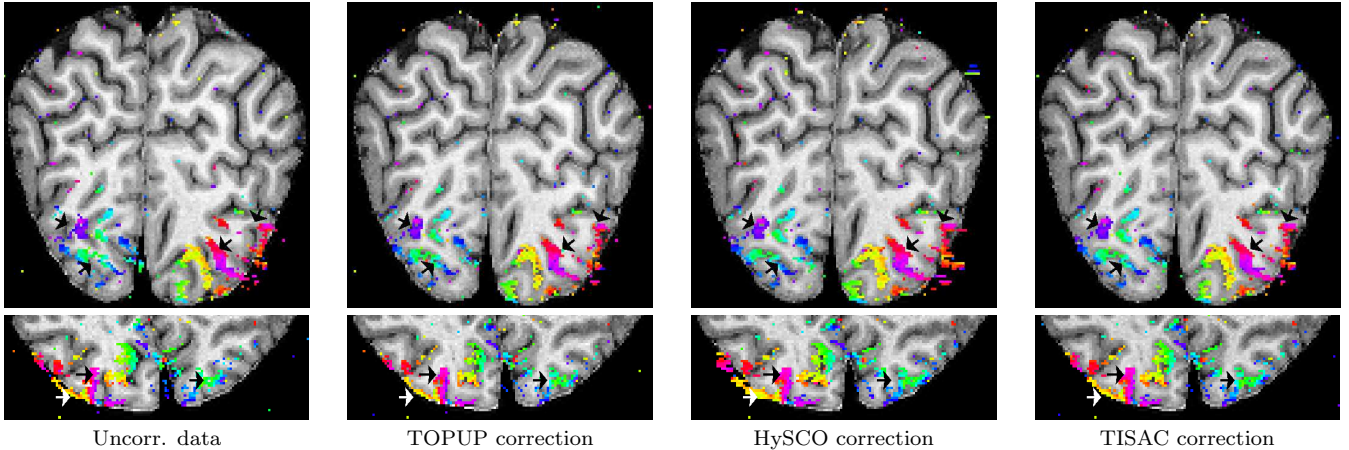 Uncorr. data
TOPUP correction
HySCO correction
TISAC correction